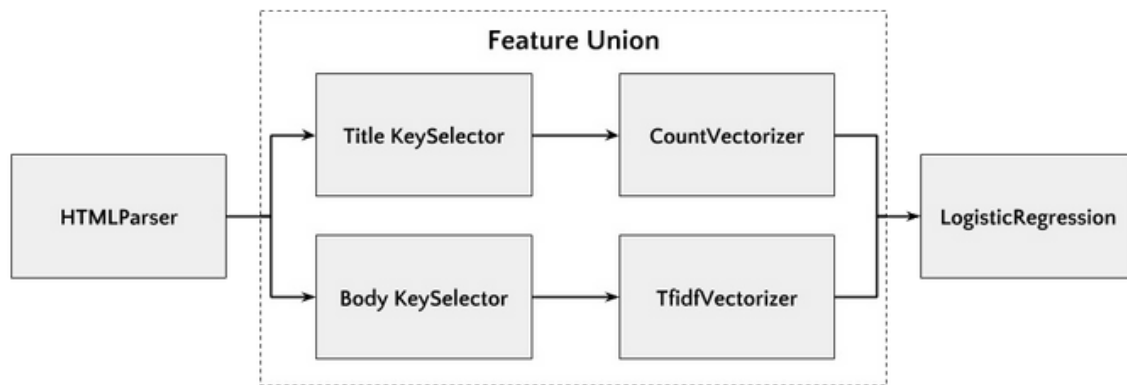 Feature Union
Title KeySelector
CountVectorizer
HTMLParser
LogisticRegression
Body KeySelector
TfidfVectorizer